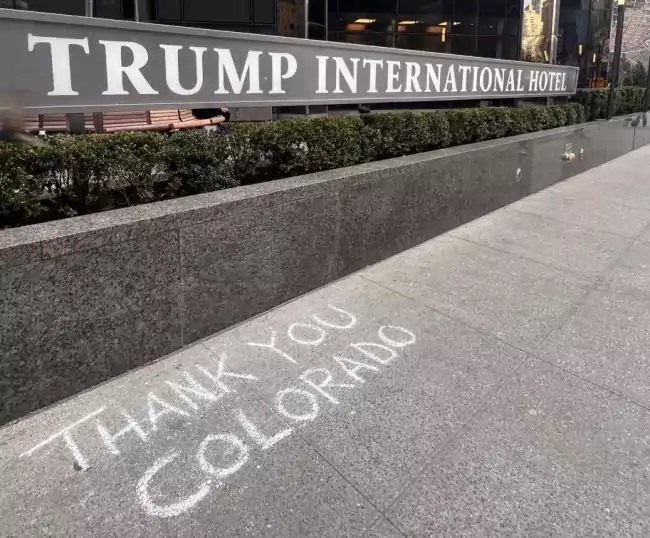 TRUMP INTERNATIONAL HOTEL
THANK YOU
COLORADO